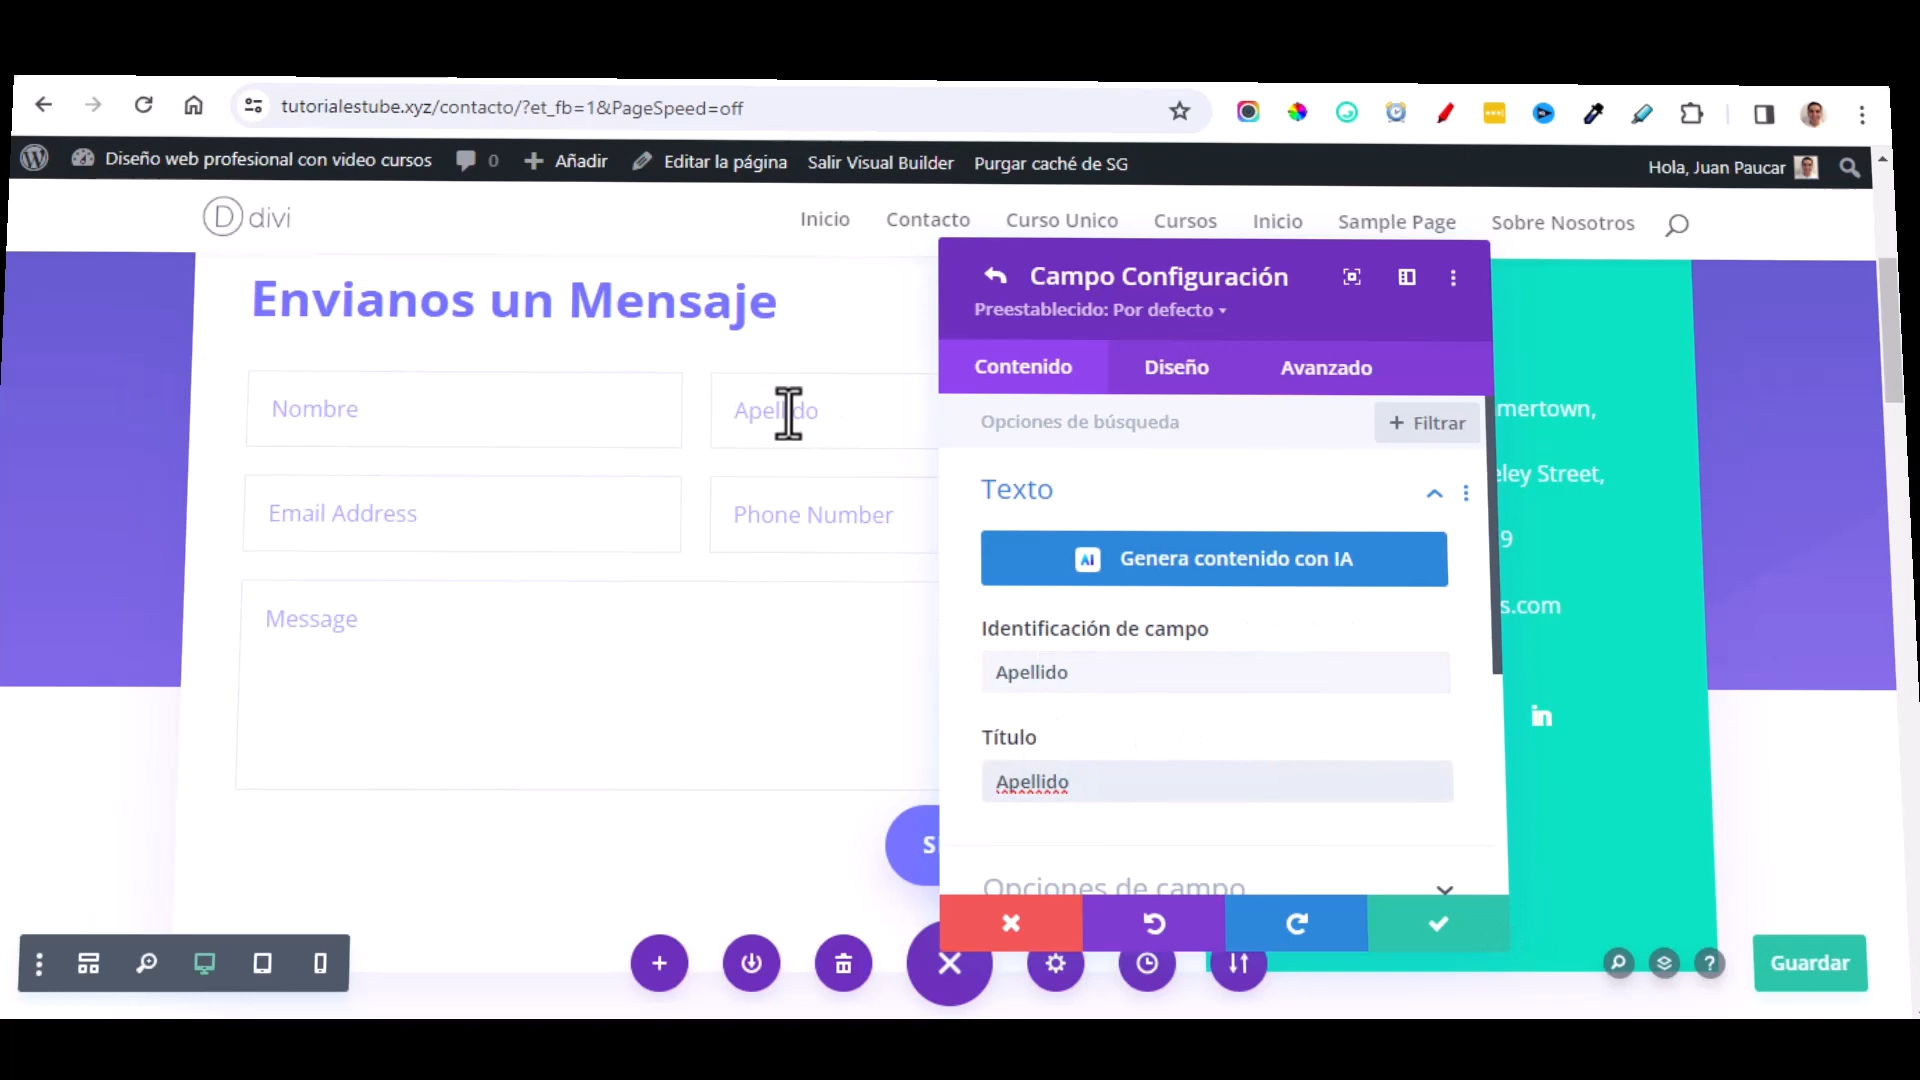 tutorialestube.xyz/contacto/?et_fb=1&PageSpeed=off
Diseño web profesional con video cursos 0 Añadir Editar la página Salir Visual Builder Purgar caché de SG Hola, Juan Paucar
D divi Inicio Contacto Curso Unico Cursos Inicio Sample Page Sobre Nosotros
Envianos un Mensaje
Nombre
Apellido
Email Address
Phone Number
Message
Campo Configuración
Preestablecido: Por defecto
Contenido Diseño Avanzado
Opciones de búsqueda + Filtrar
Texto
AI Genera contenido con IA
Identificación de campo
Apellido
Título
Apellido
Opciones de campo
mertown,
eley Street,
9
s.com
in
?
Guardar